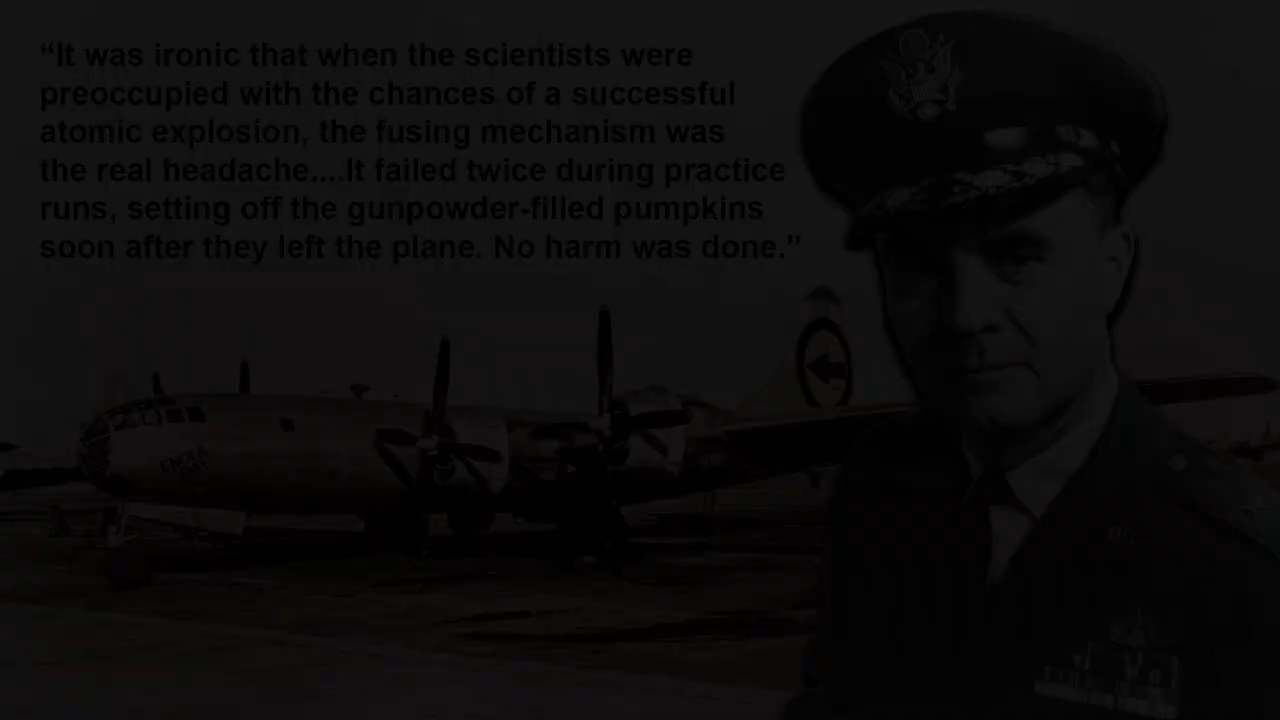 “It was ironic that when the scientists were
preoccupied with the chances of a successful
atomic explosion, the fusing mechanism was
the real headache....It failed twice during practice
runs, setting off the gunpowder-filled pumpkins
soon after they left the plane. No harm was done.”
ENOLA